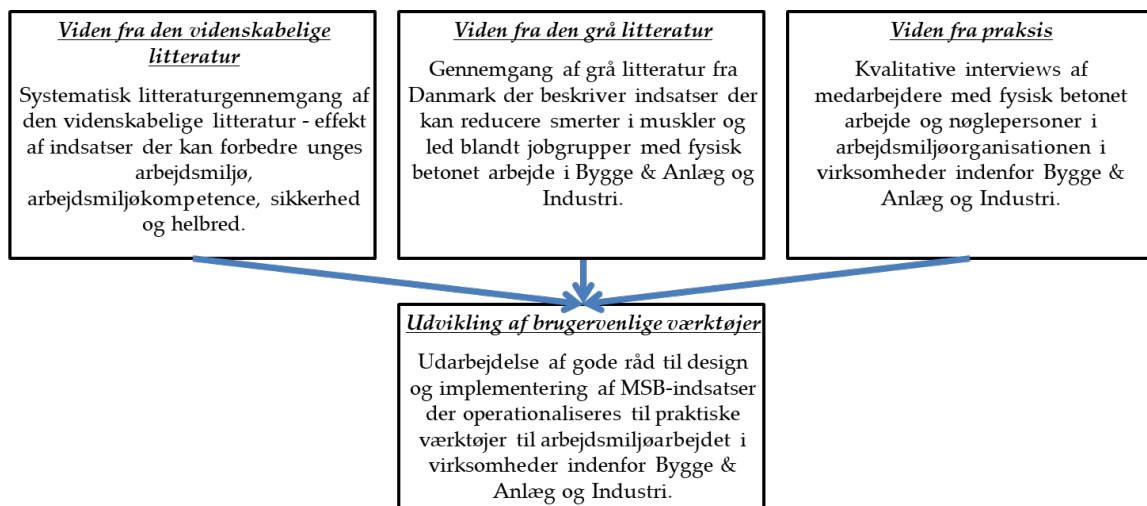 Viden fra den videnskabelige
litteratur
Systematisk litteraturgennemgang af
den videnskabelige litteratur - effekt
af indsatser der kan forbedre unges
arbejdsmiljø,
arbejdsmiljøkompetence, sikkerhed
og helbred.
Viden fra den grå litteratur
Gennemgang af grå litteratur fra
Danmark der beskriver indsatser der
kan reducere smerter i muskler og
led blandt jobgrupper med fysisk
betonet arbejde i Bygge & Anlæg og
Industri.
Viden fra praksis
Kvalitative interviews af
medarbejdere med fysisk betonet
arbejde og nøglepersoner i
arbejdsmiljøorganisationen i
virksomheder indenfor Bygge &
Anlæg og Industri.
Udvikling af brugervenlige værktøjer
Udarbejdelse af gode råd til design
og implementering af MSB-indsatser
der operationaliseres til praktiske
værktøjer til arbejdsmiljøarbejdet i
virksomheder indenfor Bygge &
Anlæg og Industri.